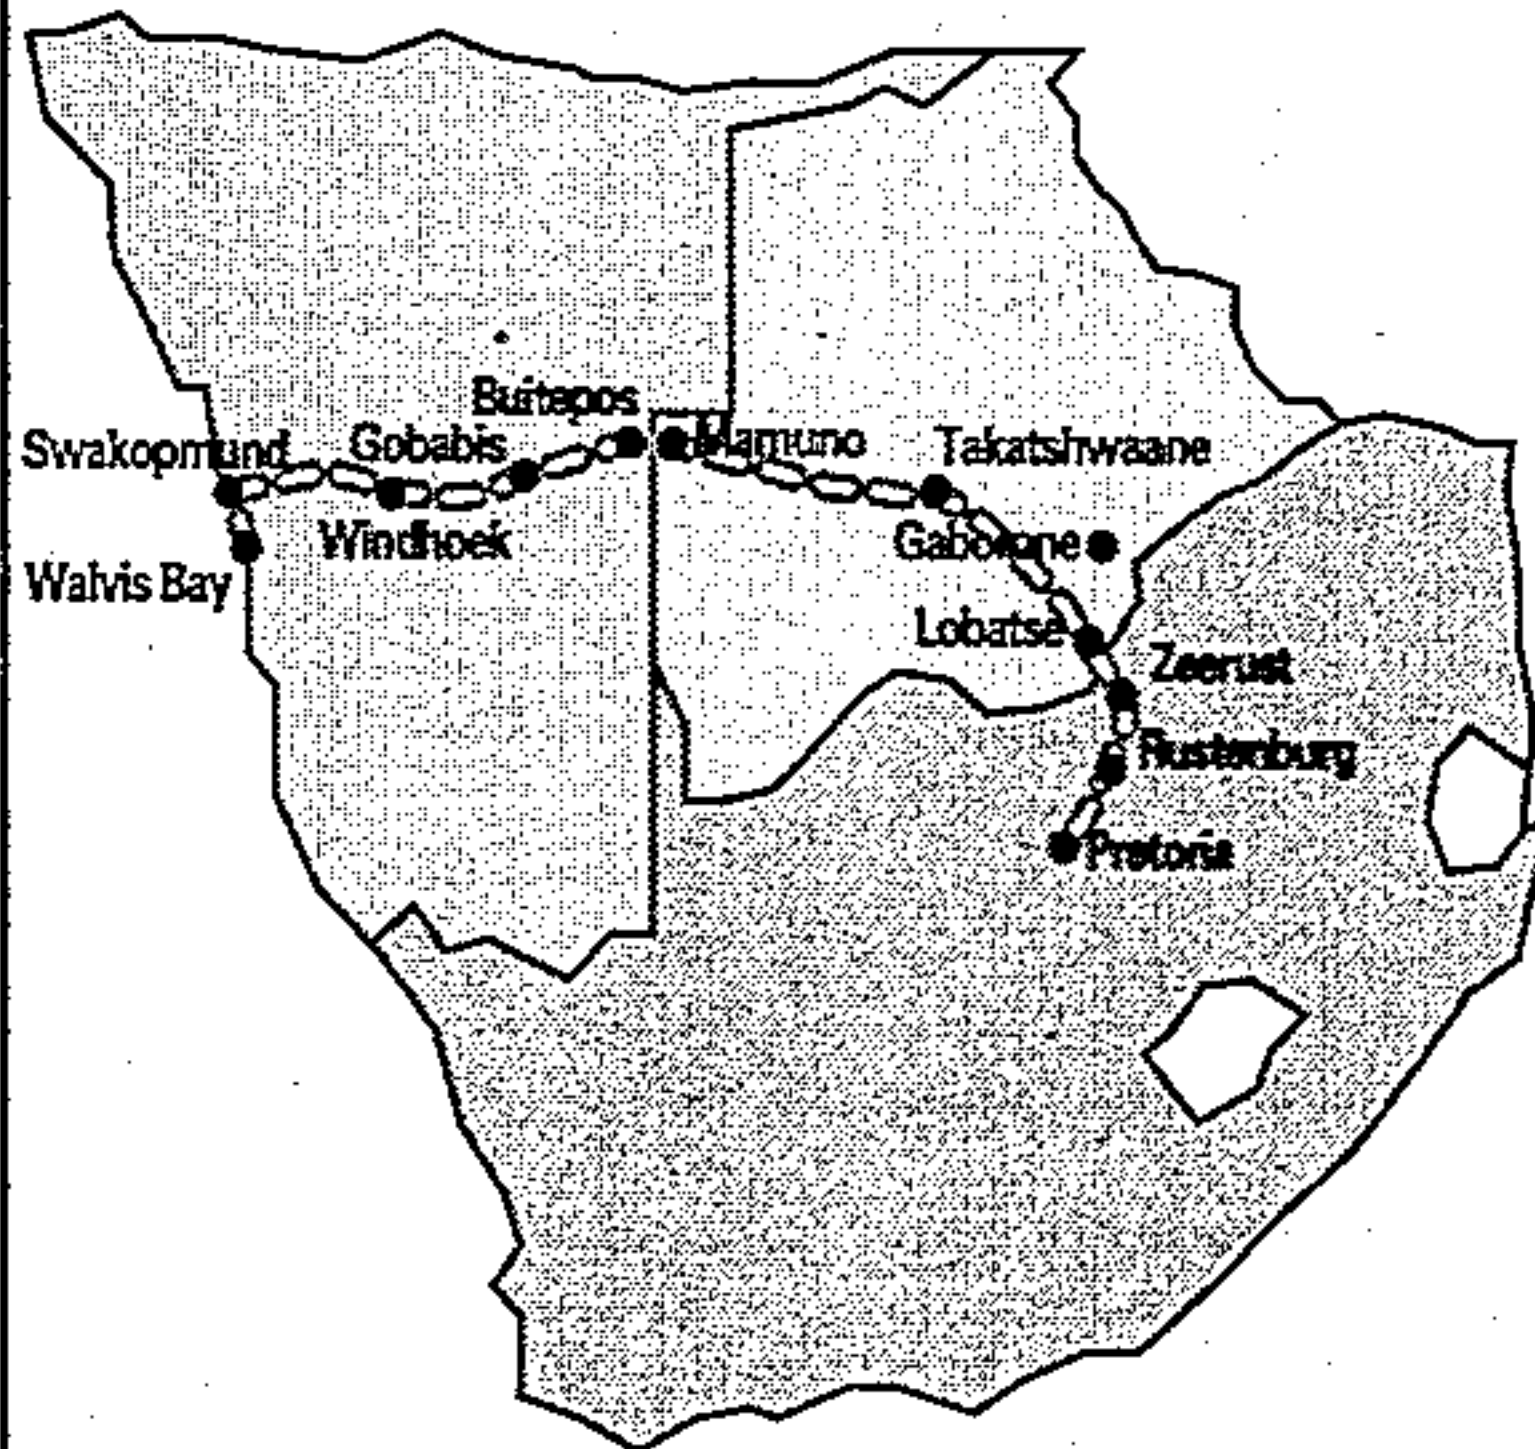 Buitepos
Swakopmund
Gobabis
Mamuno
Takatshwaane
Windhoek
Gaborone
Walvis Bay
Lobatse
Zeerust
Rustenburg
Pretoria